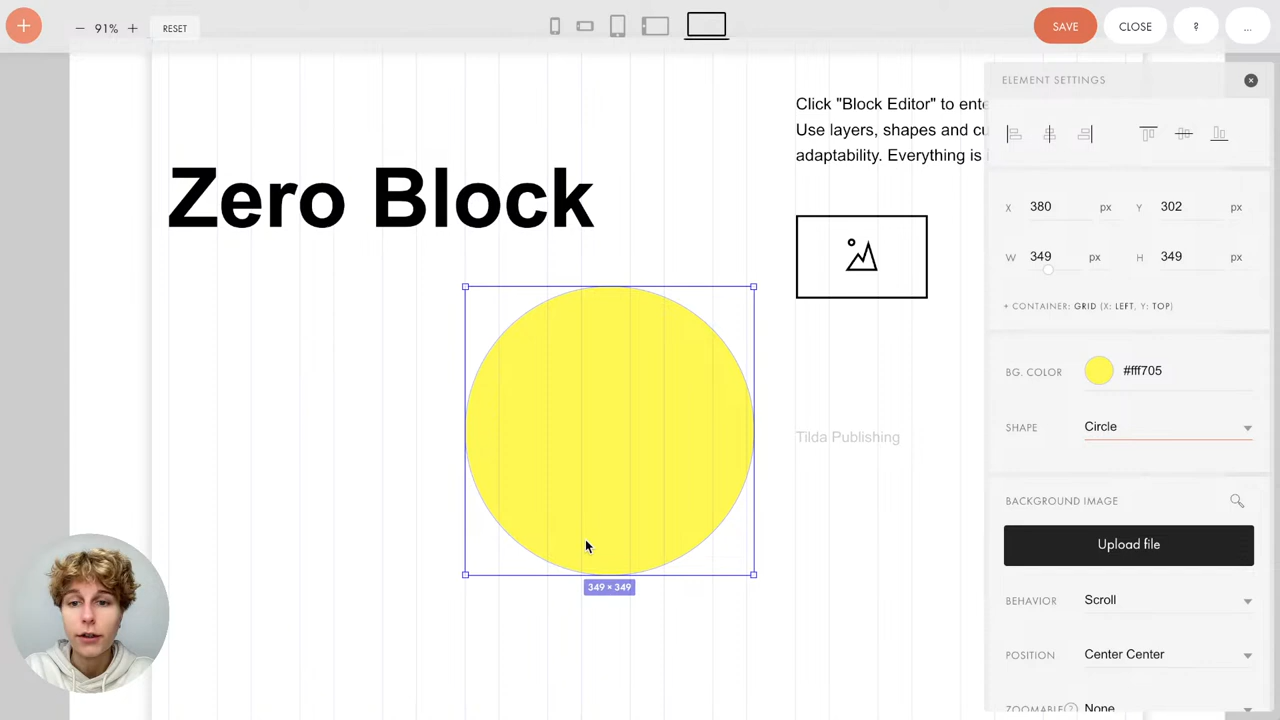 − 91% + RESET
SAVE CLOSE ? ...
ELEMENT SETTINGS
Click "Block Editor" to ente
Use layers, shapes and cu
adaptability. Everything is
Zero Block
X 380 px Y 302 px
W 349 px H 349 px
+ CONTAINER: GRID (X: LEFT, Y: TOP)
BG. COLOR #fff705
SHAPE Circle
Tilda Publishing
BACKGROUND IMAGE
Upload file
349 × 349
BEHAVIOR Scroll
POSITION Center Center
ZOOMABLE ? None